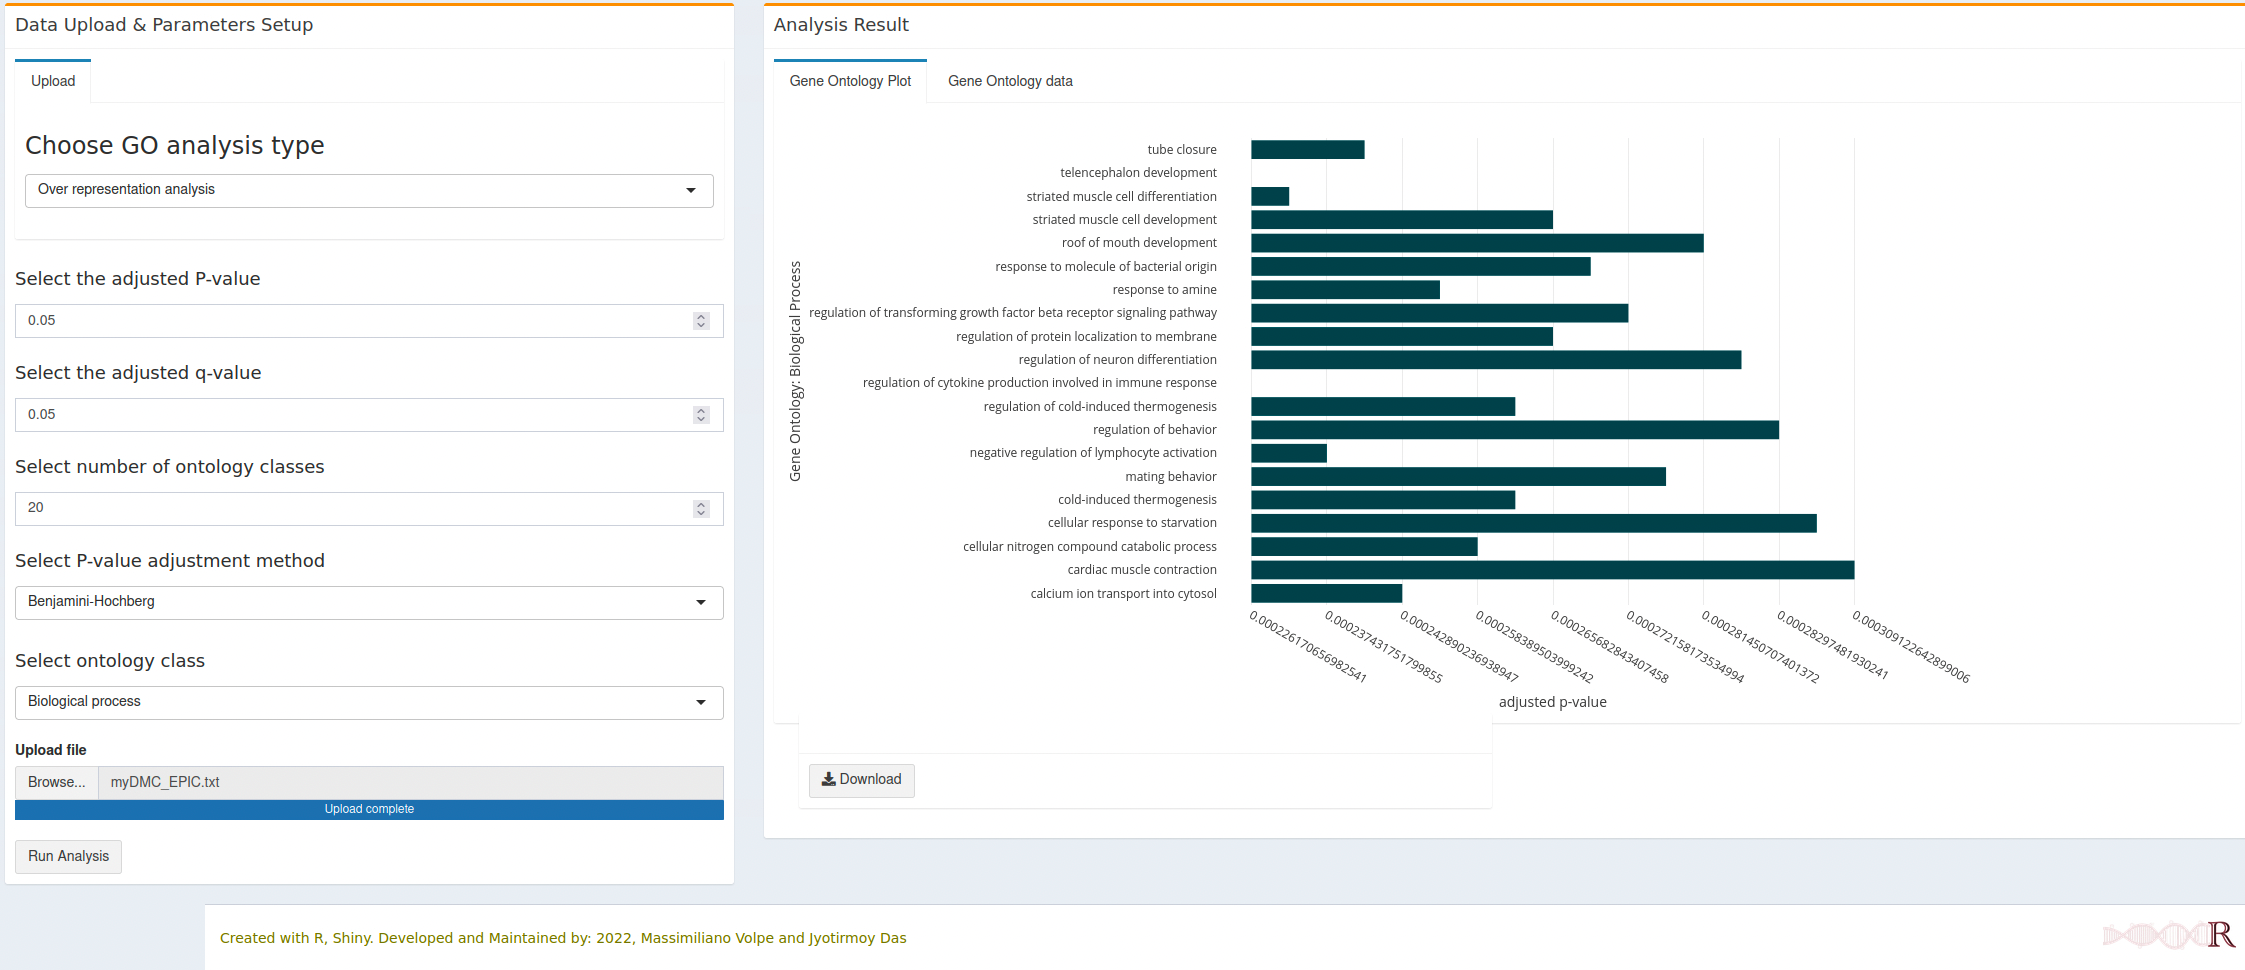 Data Upload & Parameters Setup
Upload
Choose GO analysis type
Over representation analysis
Select the adjusted P-value
0.05
Select the adjusted q-value
0.05
Select number of ontology classes
20
Select P-value adjustment method
Benjamini-Hochberg
Select ontology class
Biological process
Upload file
Browse... myDMC_EPIC.txt
Upload complete
Run Analysis
Analysis Result
Gene Ontology Plot Gene Ontology data
Gene Ontology: Biological Process
tube closure
telencephalon development
striated muscle cell differentiation
striated muscle cell development
roof of mouth development
response to molecule of bacterial origin
response to amine
regulation of transforming growth factor beta receptor signaling pathway
regulation of protein localization to membrane
regulation of neuron differentiation
regulation of cytokine production involved in immune response
regulation of cold-induced thermogenesis
regulation of behavior
negative regulation of lymphocyte activation
mating behavior
cold-induced thermogenesis
cellular response to starvation
cellular nitrogen compound catabolic process
cardiac muscle contraction
calcium ion transport into cytosol
0.000226170656982541
0.000237431751799855
0.000242890236938947
0.000258389503999242
0.000265682843407458
0.000272158173534994
0.000281450707401372
0.00028297481930241
0.000309122642899006
adjusted p-value
Download
Created with R, Shiny. Developed and Maintained by: 2022, Massimiliano Volpe and Jyotirmoy Das
R